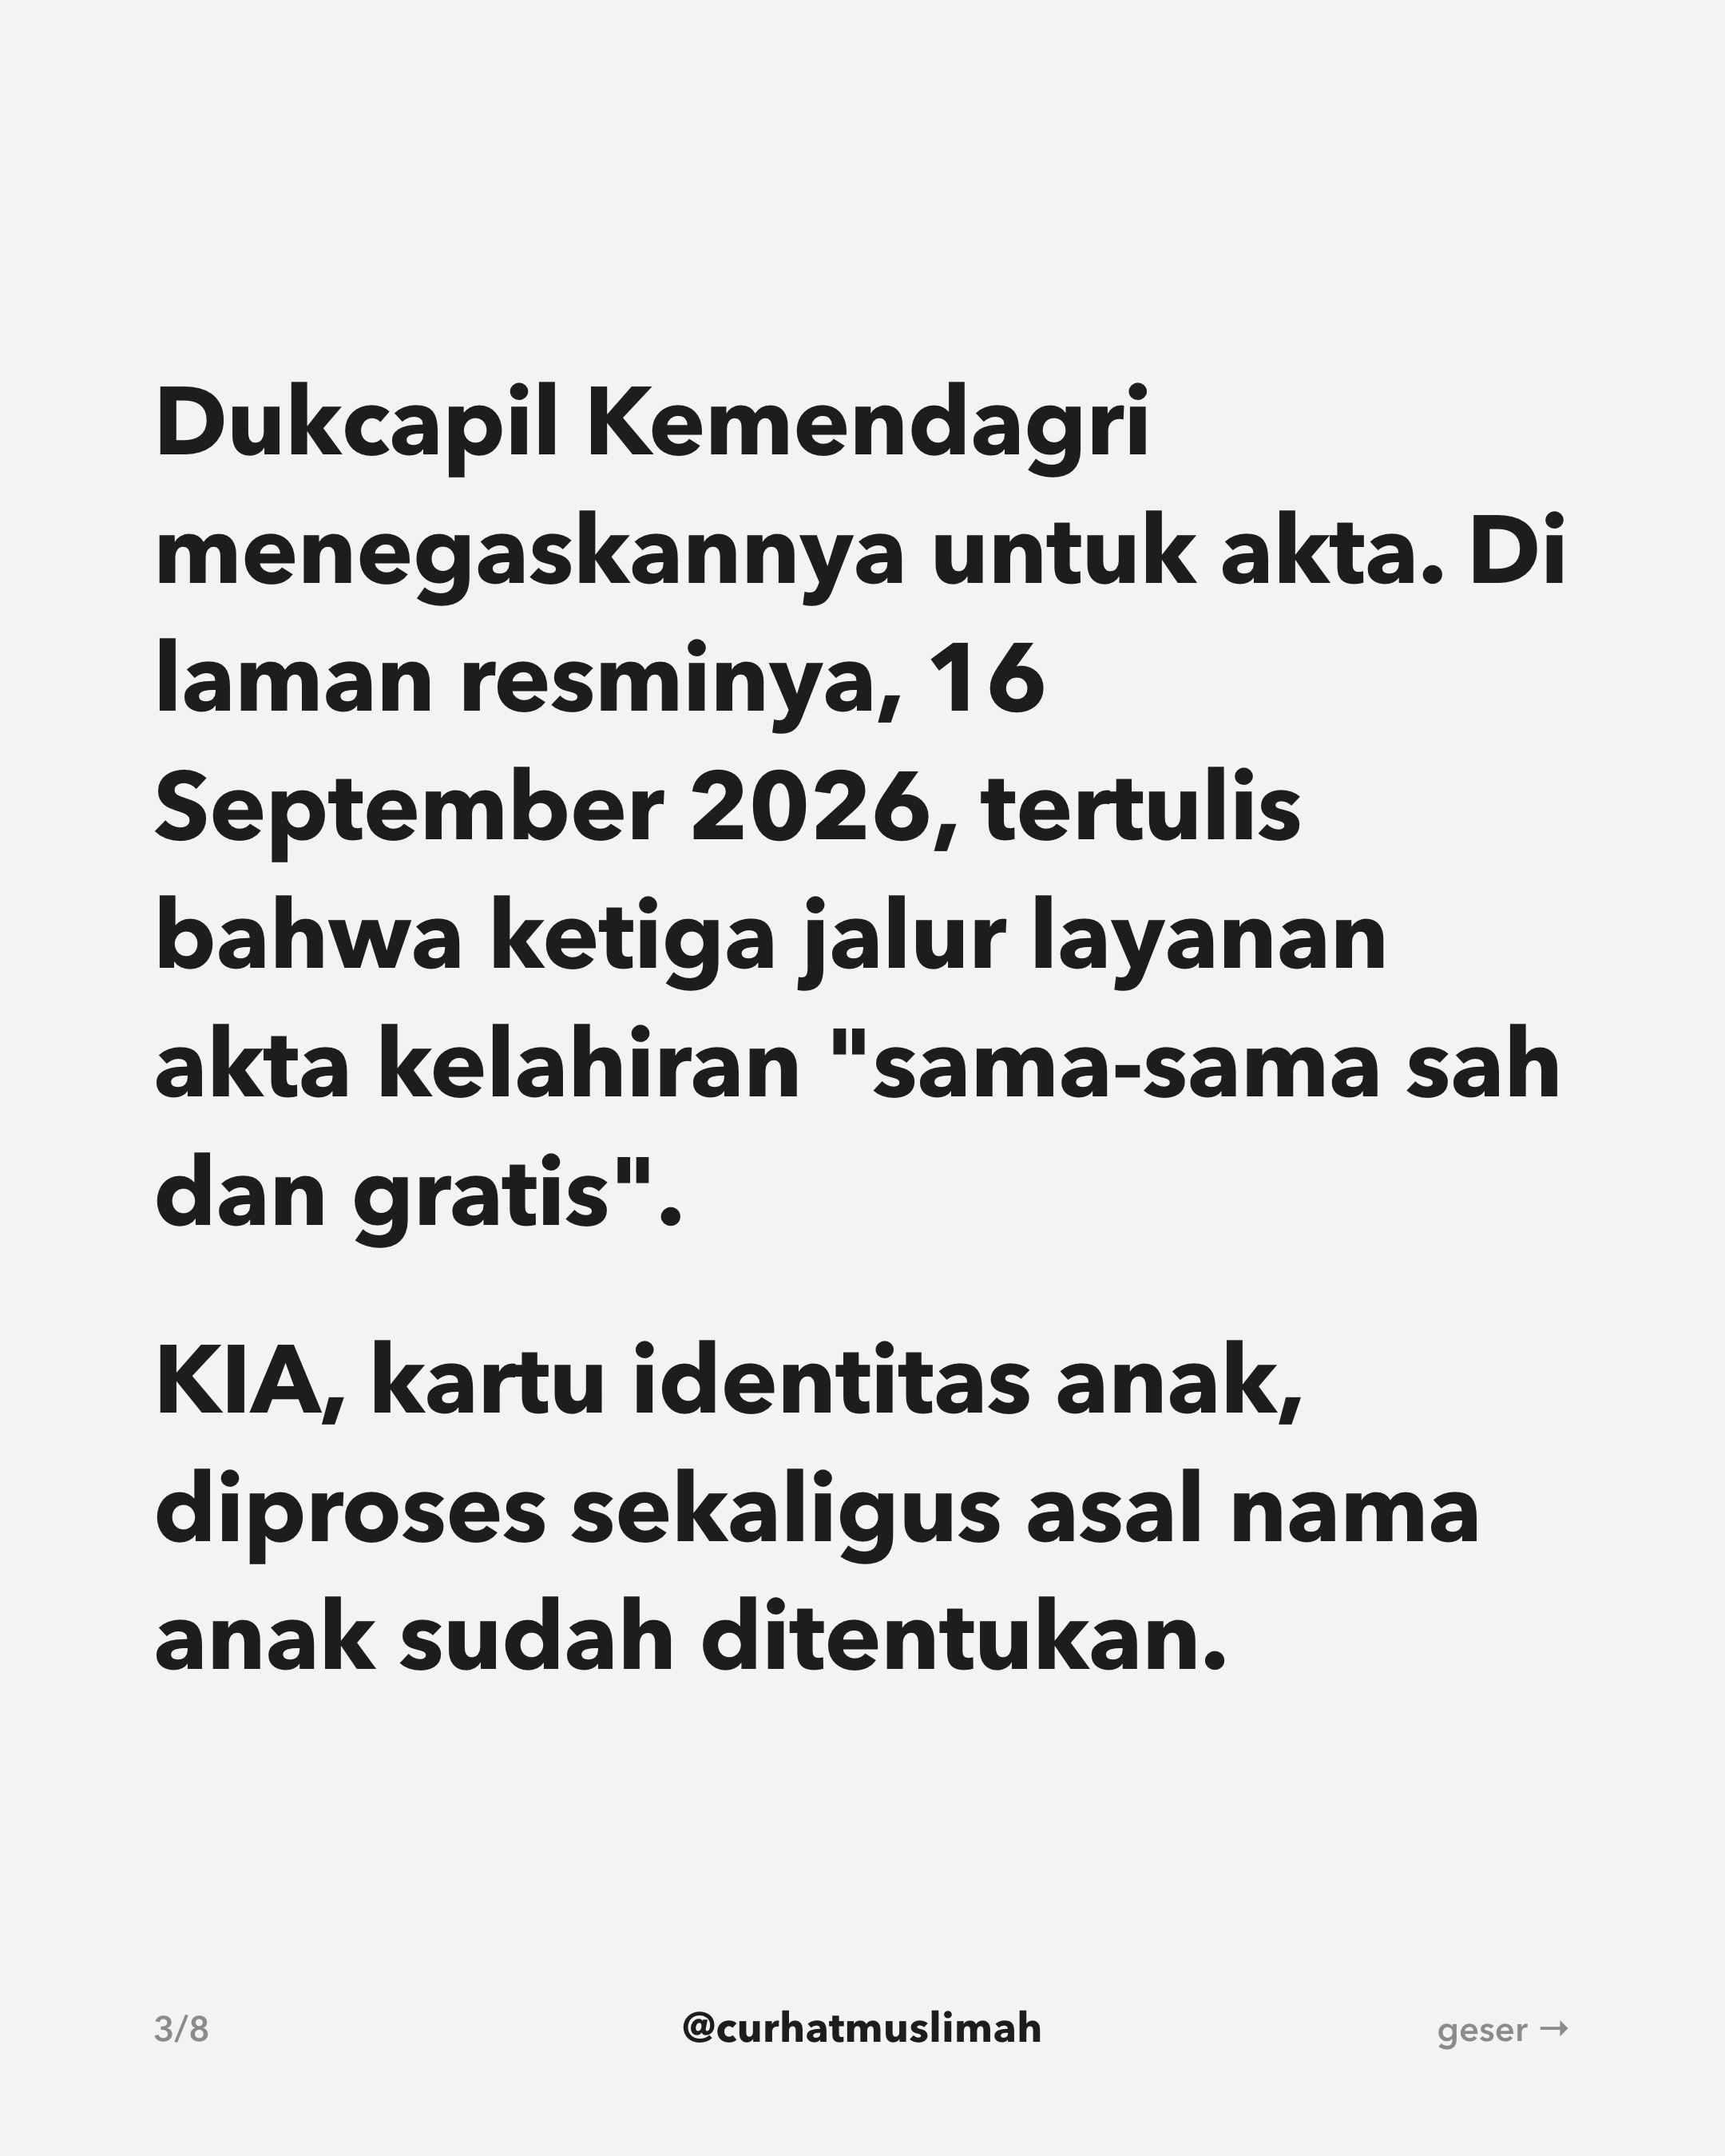 Dukcapil Kemendagri
menegaskannya untuk akta. Di
laman resminya, 16
September 2026, tertulis
bahwa ketiga jalur layanan
akta kelahiran "sama-sama sah
dan gratis".
KIA, kartu identitas anak,
diproses sekaligus asal nama
anak sudah ditentukan.
3/8
@curhatmuslimah
geser →